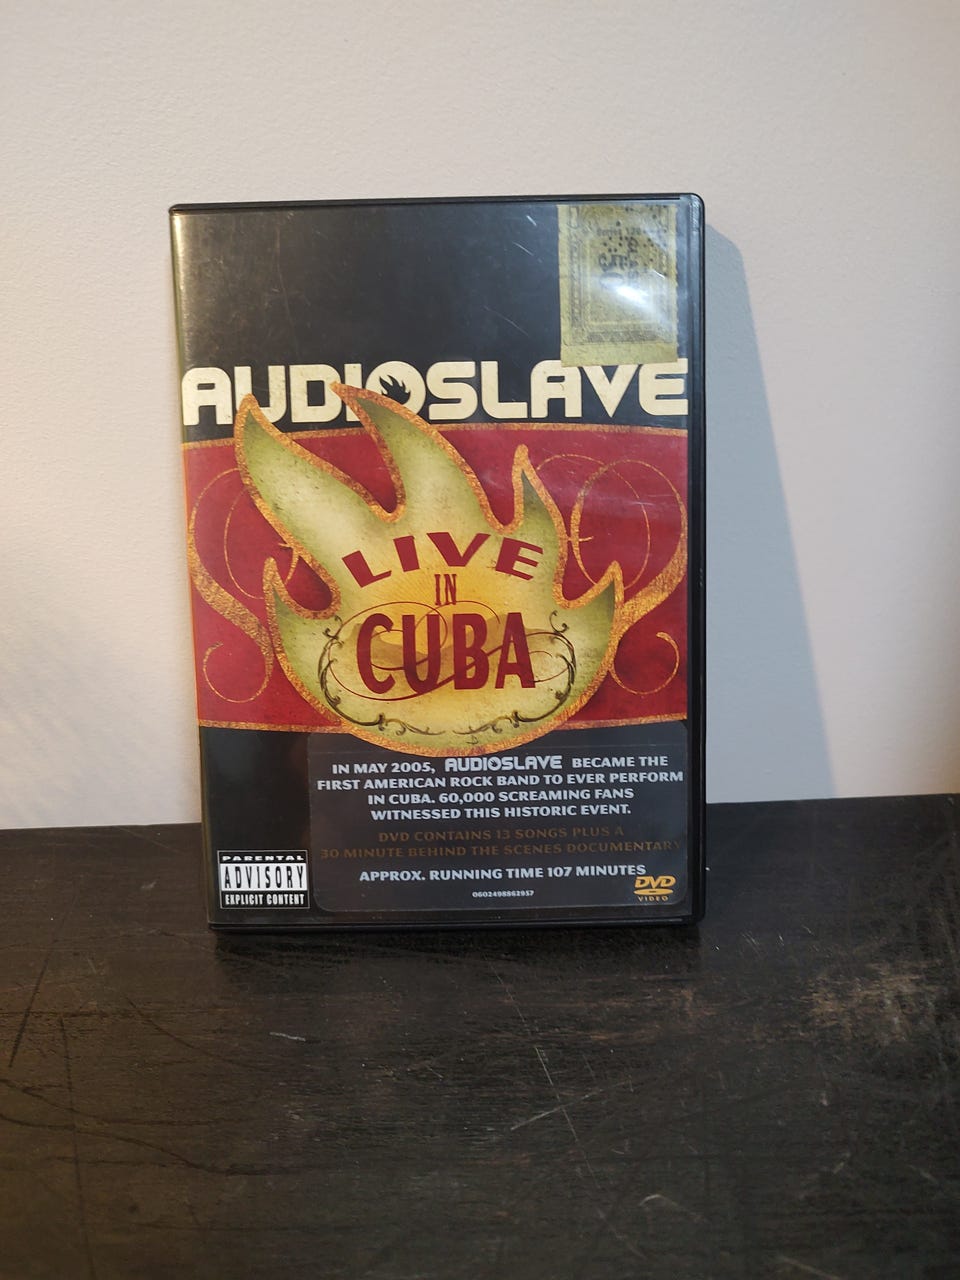 AUDIOSLAVE
LIVE
IN
CUBA
IN MAY 2005, AUDIOSLAVE BECAME THE
FIRST AMERICAN ROCK BAND TO EVER PERFORM
IN CUBA. 60,000 SCREAMING FANS
WITNESSED THIS HISTORIC EVENT.
DVD CONTAINS 13 SONGS PLUS A
30 MINUTE BEHIND THE SCENES DOCUMENTARY
APPROX. RUNNING TIME 107 MINUTES
0602498862957
DVD
VIDEO
PARENTAL
ADVISORY
EXPLICIT CONTENT